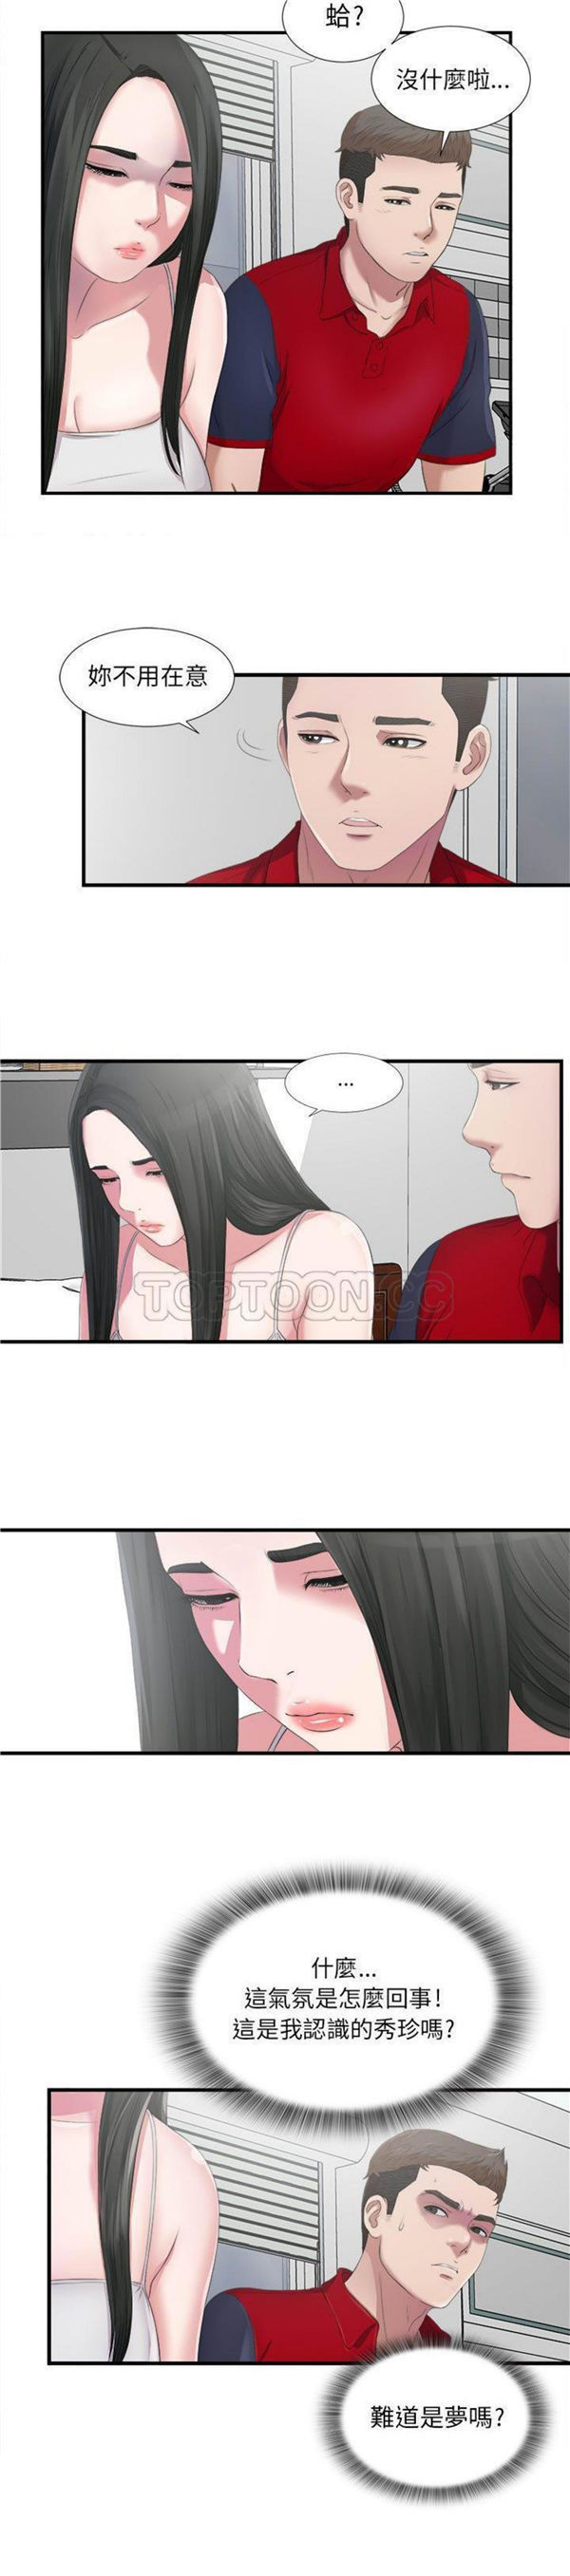 蛤?
沒什麼啦...
妳不用在意
...
TOPTOON.CC
什麼...
這氣氛是怎麼回事!
這是我認識的秀珍嗎?
難道是夢嗎?